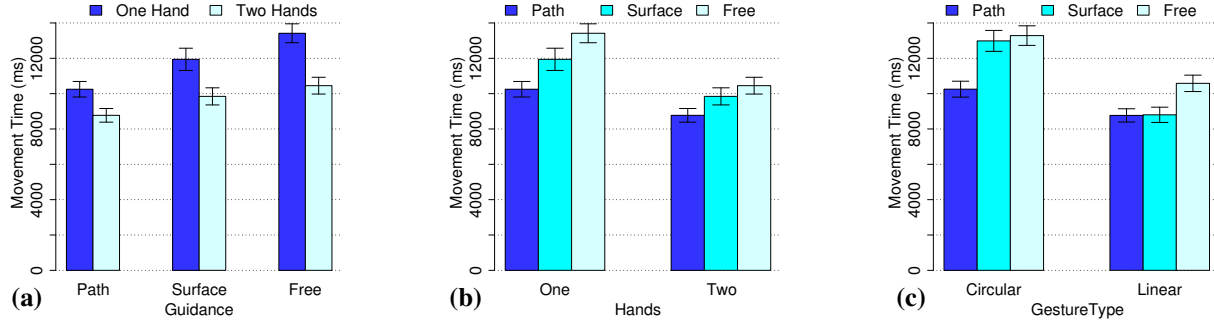 One Hand Two Hands
Movement Time (ms)
0 4000 8000 12000
Path Surface Free
Guidance
(a)
Path Surface Free
Movement Time (ms)
0 4000 8000 12000
One Two
Hands
(b)
Path Surface Free
Movement Time (ms)
0 4000 8000 12000
Circular Linear
GestureType
(c)